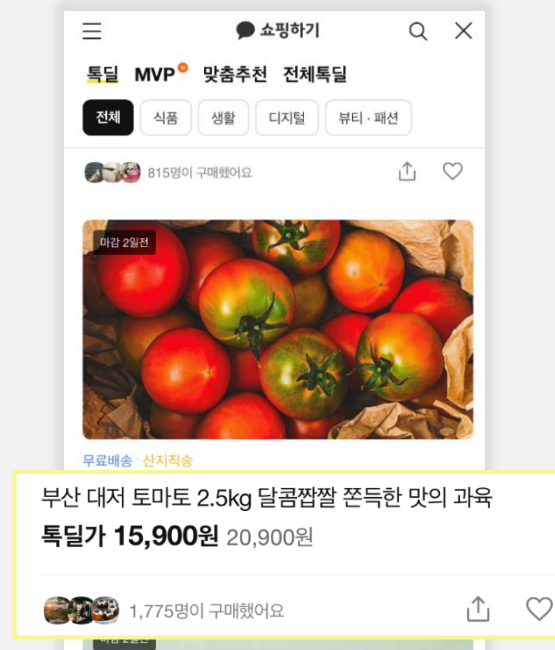 쇼핑하기
톡딜 MVP 맞춤추천 전체톡딜
전체 식품 생활 디지털 뷰티 · 패션
815명이 구매했어요
마감 2일전
무료배송 · 산지직송
부산 대저 토마토 2.5kg 달콤짭짤 쫀득한 맛의 과육
톡딜가 15,900원 20,900원
1,775명이 구매했어요